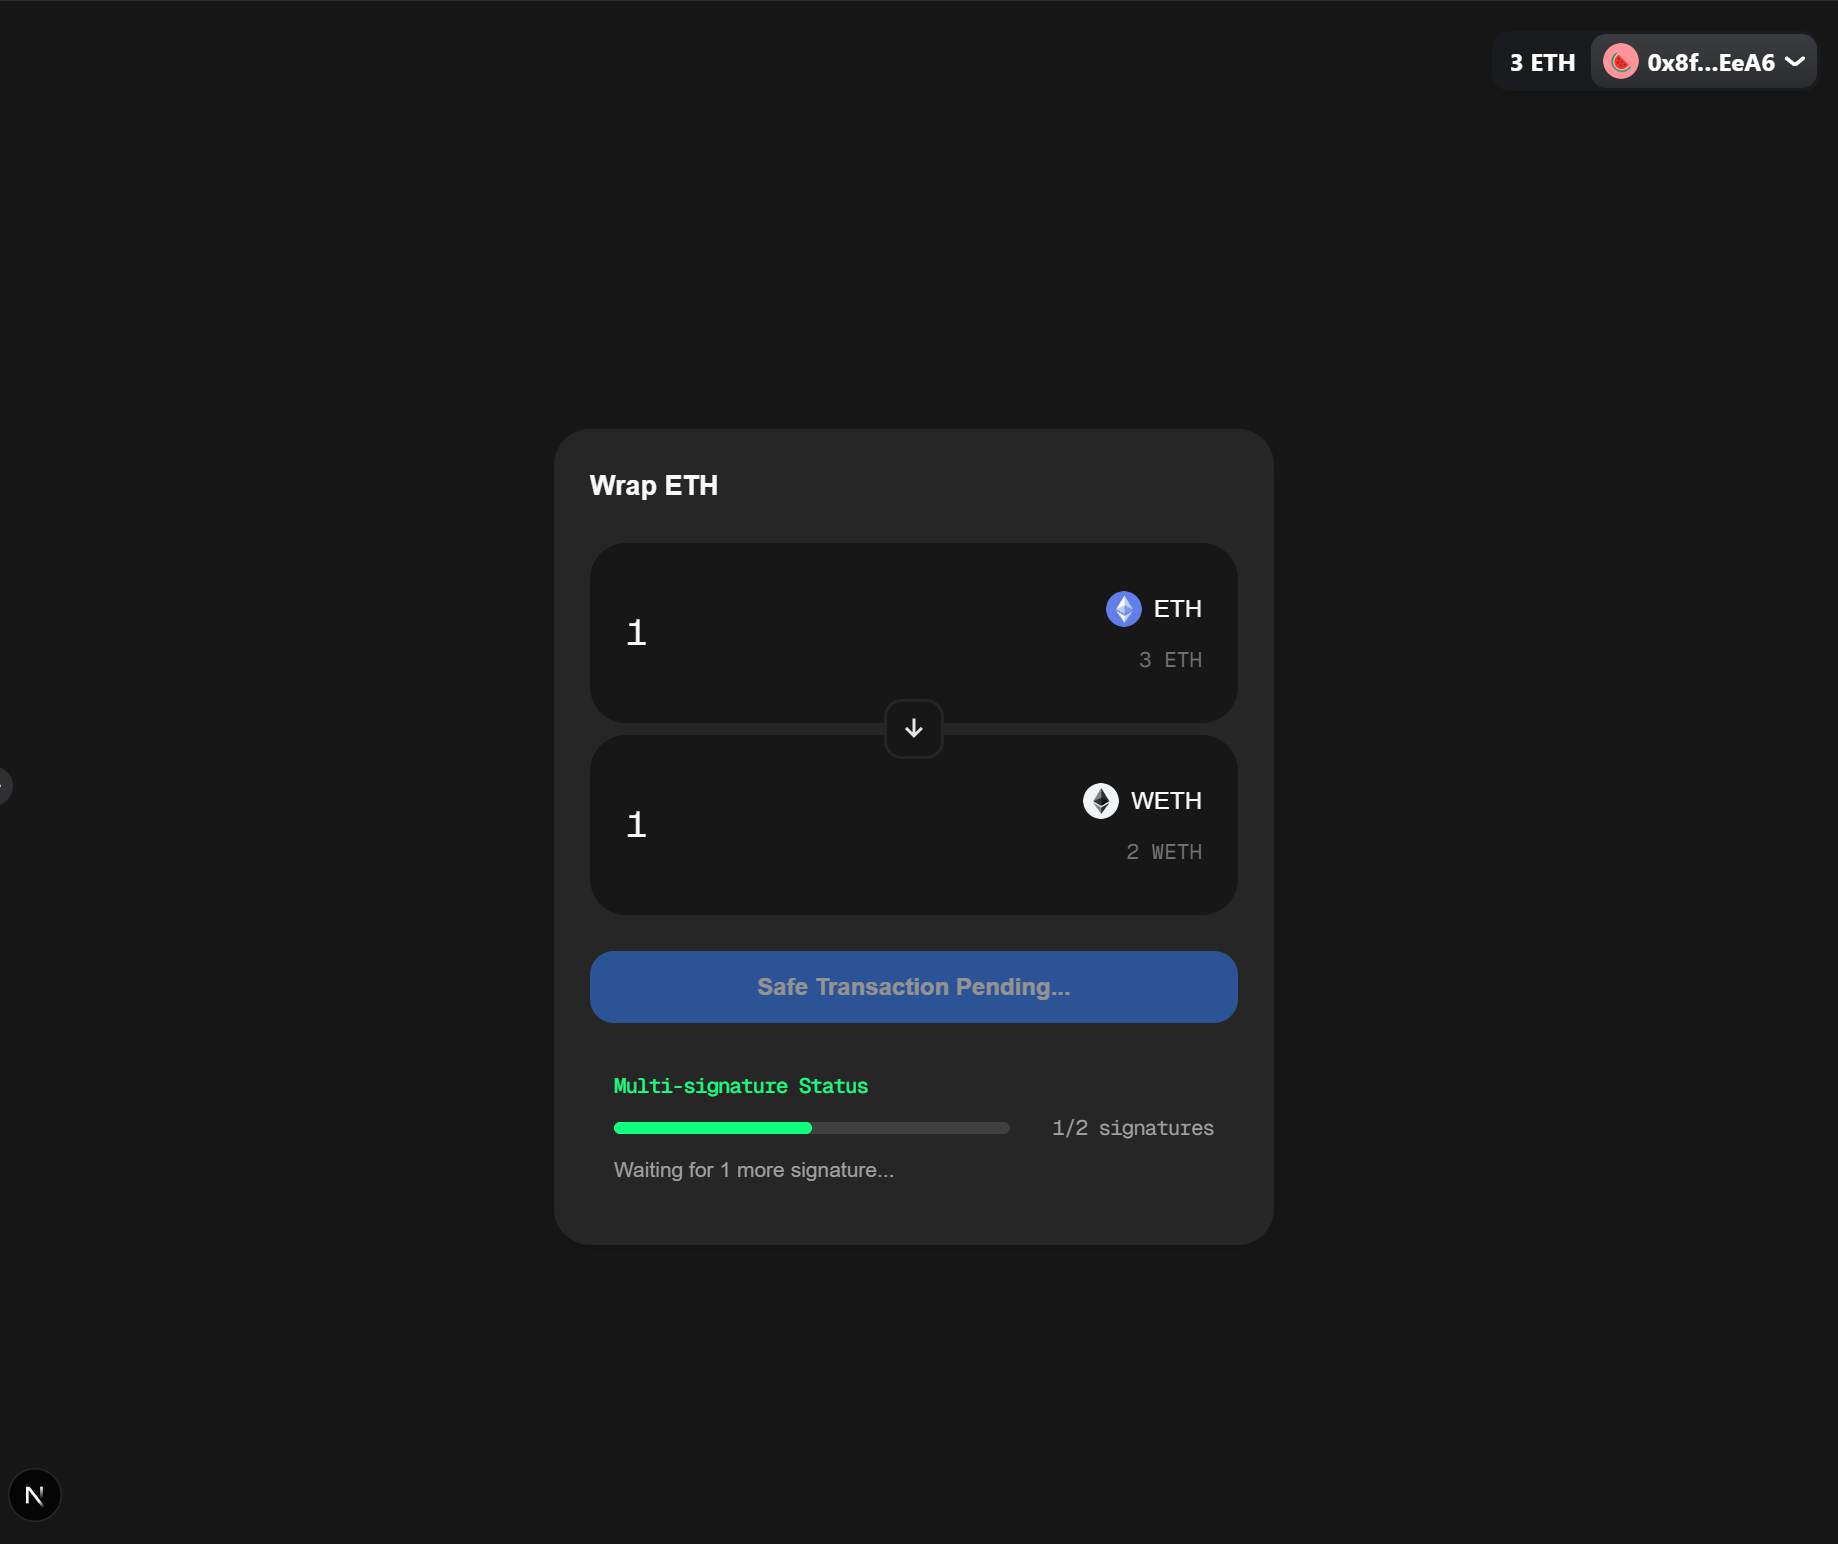 3 ETH
0x8f...EeA6
Wrap ETH
1
ETH
3 ETH
1
WETH
2 WETH
Safe Transaction Pending...
Multi-signature Status
1/2 signatures
Waiting for 1 more signature...
N